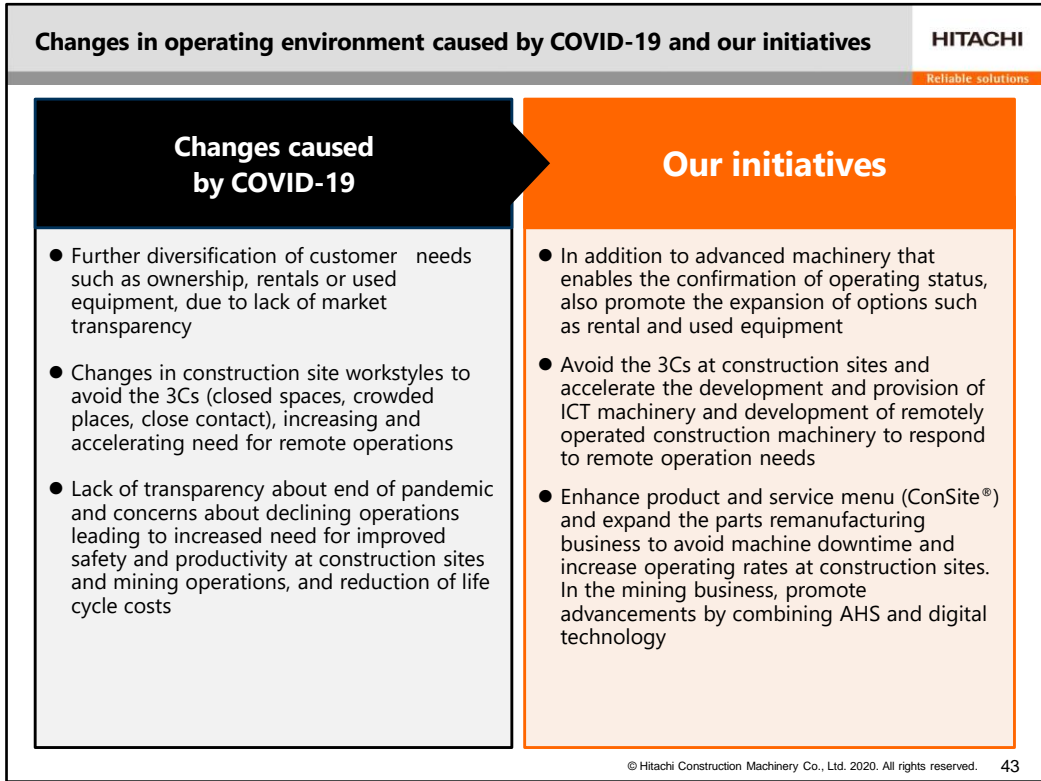 Changes in operating environment caused by COVID-19 and our initiatives
HITACHI
Reliable solutions
Changes caused
by COVID-19
● Further diversification of customer needs
such as ownership, rentals or used
equipment, due to lack of market
transparency
● Changes in construction site workstyles to
avoid the 3Cs (closed spaces, crowded
places, close contact), increasing and
accelerating need for remote operations
● Lack of transparency about end of pandemic
and concerns about declining operations
leading to increased need for improved
safety and productivity at construction sites
and mining operations, and reduction of life
cycle costs
Our initiatives
● In addition to advanced machinery that
enables the confirmation of operating status,
also promote the expansion of options such
as rental and used equipment
● Avoid the 3Cs at construction sites and
accelerate the development and provision of
ICT machinery and development of remotely
operated construction machinery to respond
to remote operation needs
● Enhance product and service menu (ConSite®)
and expand the parts remanufacturing
business to avoid machine downtime and
increase operating rates at construction sites.
In the mining business, promote
advancements by combining AHS and digital
technology
© Hitachi Construction Machinery Co., Ltd. 2020. All rights reserved. 43